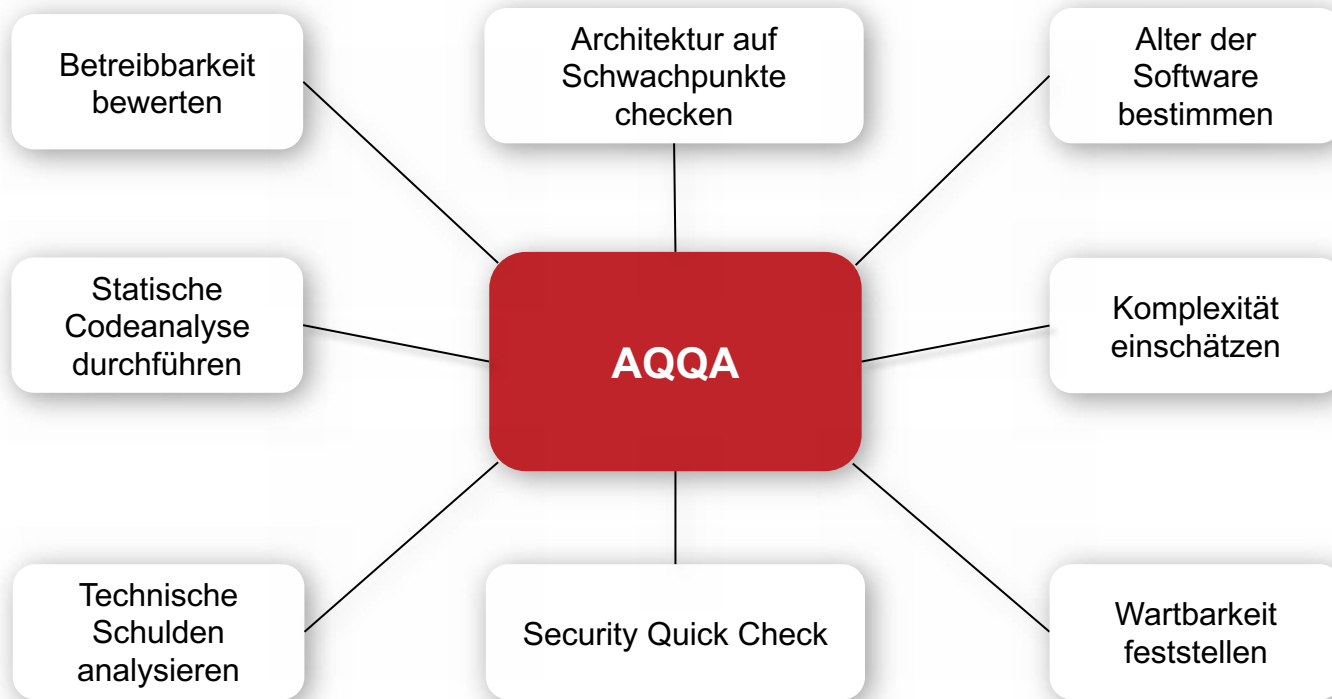 Betreibbarkeit
bewerten
Architektur auf
Schwachpunkte
checken
Alter der
Software
bestimmen
Statische
Codeanalyse
durchführen
AQQA
Komplexität
einschätzen
Technische
Schulden
analysieren
Security Quick Check
Wartbarkeit
feststellen